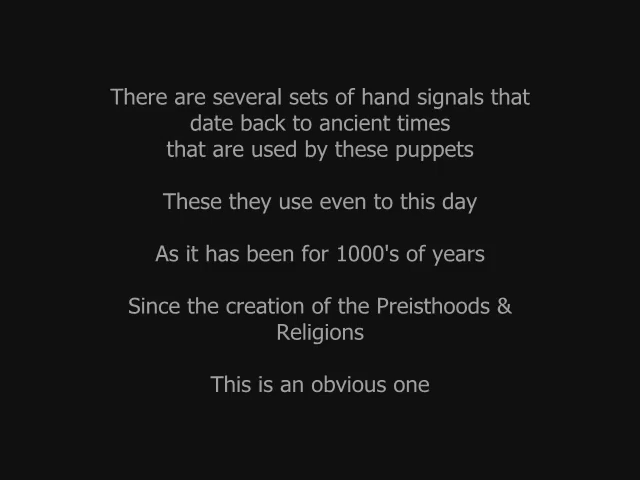 There are several sets of hand signals that
date back to ancient times
that are used by these puppets
These they use even to this day
As it has been for 1000's of years
Since the creation of the Preisthoods &
Religions
This is an obvious one